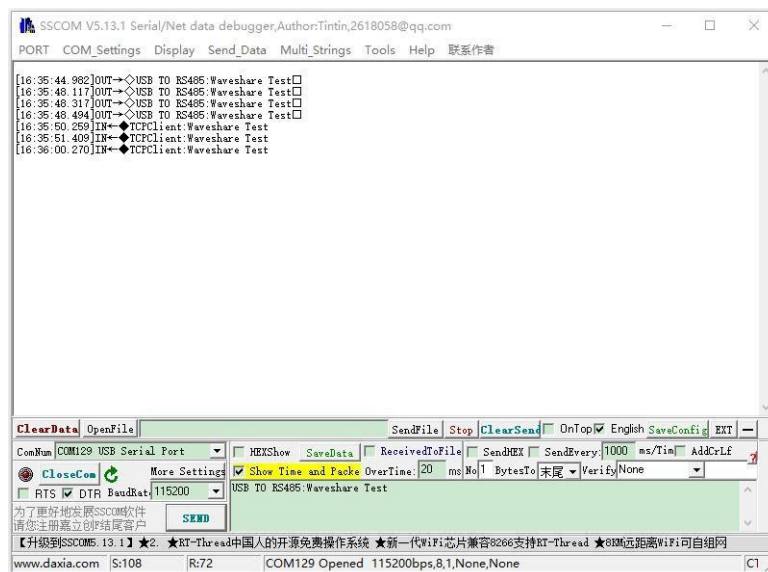 SSCOM V5.13.1 Serial/Net data debugger,Author:Tintin,2618058@qq.com
PORT COM_Settings Display Send_Data Multi_Strings Tools Help 联系作者
[16:35:44.982]OUT→◇USB TO RS485:Waveshare Test□
[16:35:48.117]OUT→◇USB TO RS485:Waveshare Test□
[16:35:48.317]OUT→◇USB TO RS485:Waveshare Test□
[16:35:48.494]OUT→◇USB TO RS485:Waveshare Test□
[16:35:50.259]IN←◆TCPClient:Waveshare Test
[16:35:51.409]IN←◆TCPClient:Waveshare Test
[16:36:00.270]IN←◆TCPClient:Waveshare Test
ClearData OpenFile SendFile Stop ClearSend OnTop English SaveConfig EXT —
ComNum COM129 USB Serial Port HEXShow SaveData ReceivedToFile SendHEX SendEvery: 1000 ms/Tim AddCrLf
CloseCom More Settings Show Time and Packe OverTime: 20 ms No 1 BytesTo 末尾 Verify None ?
RTS DTR BaudRat 115200 USB TO RS485:Waveshare Test
为了更好地发展SSCOM软件
请您注册嘉立创F结尾客户
SEND
【升级到SSCOM5.13.1】★2. ★RT-Thread中国人的开源免费操作系统 ★新一代WiFi芯片兼容8266支持RT-Thread ★8KM远距离WiFi可自组网
www.daxia.com S:108 R:72 COM129 Opened 115200bps,8,1,None,None